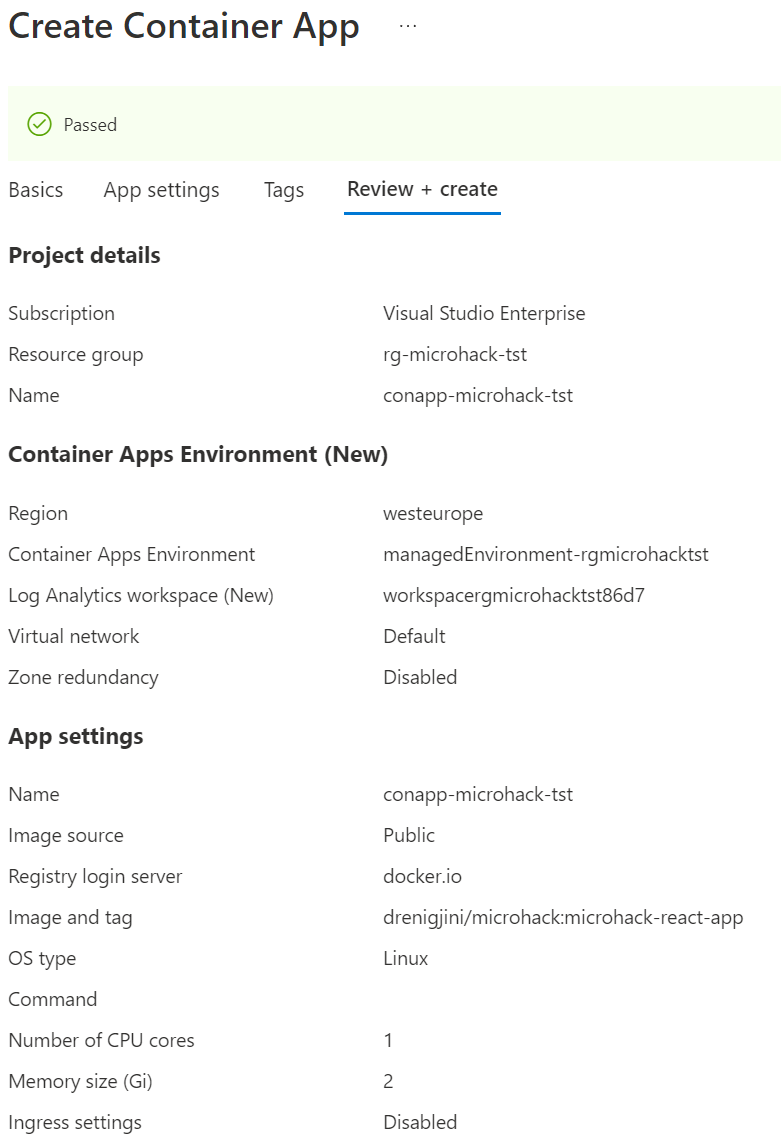 Create Container App ...
Passed
Basics App settings Tags Review + create
Project details
Subscription Visual Studio Enterprise
Resource group rg-microhack-tst
Name conapp-microhack-tst
Container Apps Environment (New)
Region westeurope
Container Apps Environment managedEnvironment-rgmicrohacktst
Log Analytics workspace (New) workspacergmicrohacktst86d7
Virtual network Default
Zone redundancy Disabled
App settings
Name conapp-microhack-tst
Image source Public
Registry login server docker.io
Image and tag drenigjini/microhack:microhack-react-app
OS type Linux
Command
Number of CPU cores 1
Memory size (Gi) 2
Ingress settings Disabled